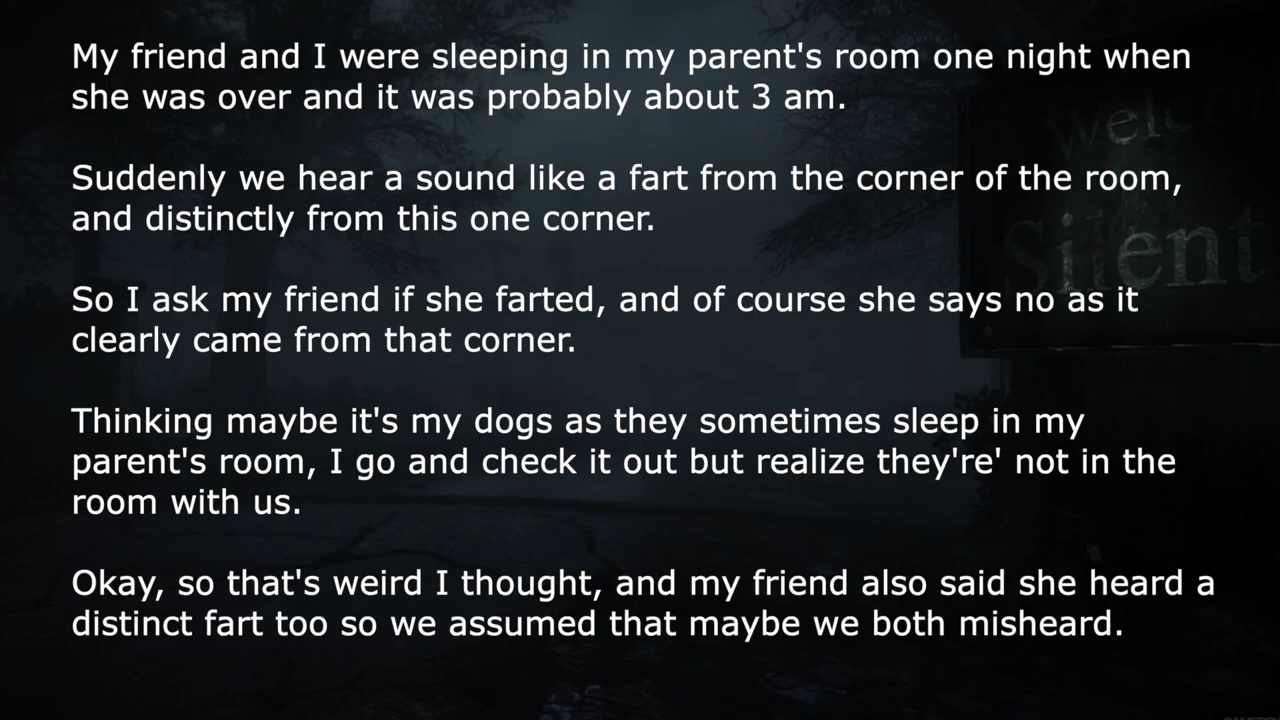 My friend and I were sleeping in my parent's room one night when
she was over and it was probably about 3 am.
Suddenly we hear a sound like a fart from the corner of the room,
and distinctly from this one corner.
So I ask my friend if she farted, and of course she says no as it
clearly came from that corner.
Thinking maybe it's my dogs as they sometimes sleep in my
parent's room, I go and check it out but realize they're' not in the
room with us.
Okay, so that's weird I thought, and my friend also said she heard a
distinct fart too so we assumed that maybe we both misheard.
Silent